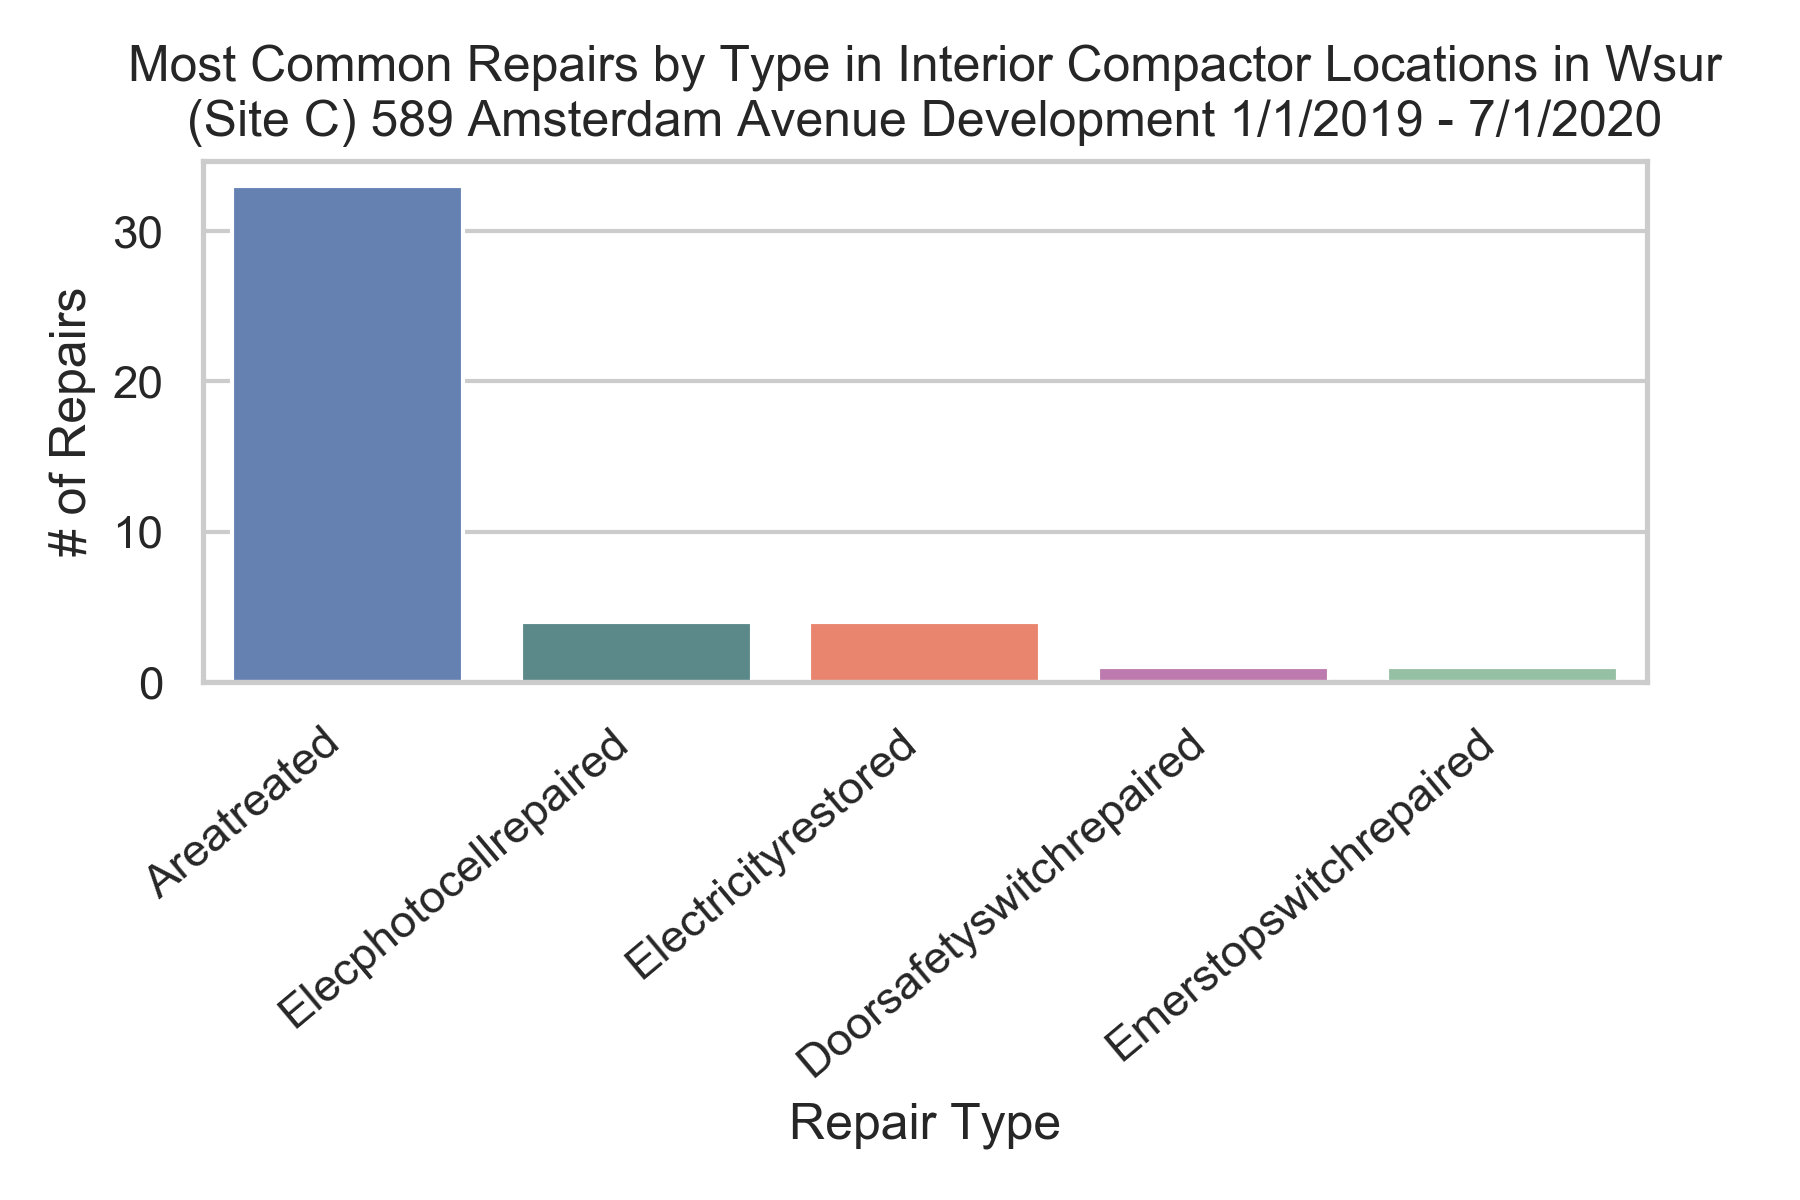 Most Common Repairs by Type in Interior Compactor Locations in Wsur
(Site C) 589 Amsterdam Avenue Development 1/1/2019 - 7/1/2020
# of Repairs
30
20
10
0
Areatreated
Elecphotocellrepaired
Electricityrestored
Doorsafetyswitchrepaired
Emerstopswitchrepaired
Repair Type